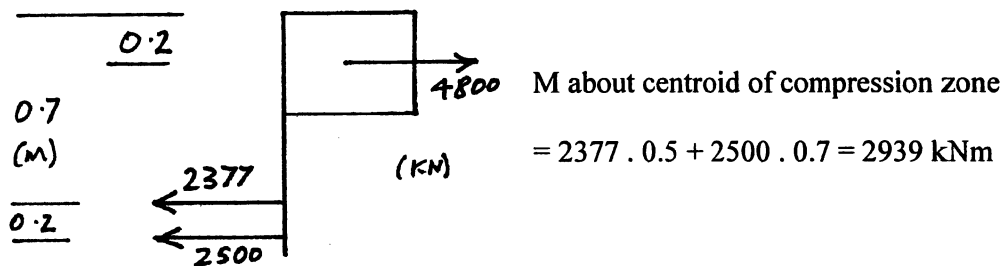 0.2
4800
M about centroid of compression zone
0.7
(M)
= 2377 . 0.5 + 2500 . 0.7 = 2939 kNm
(KN)
2377
0.2
2500